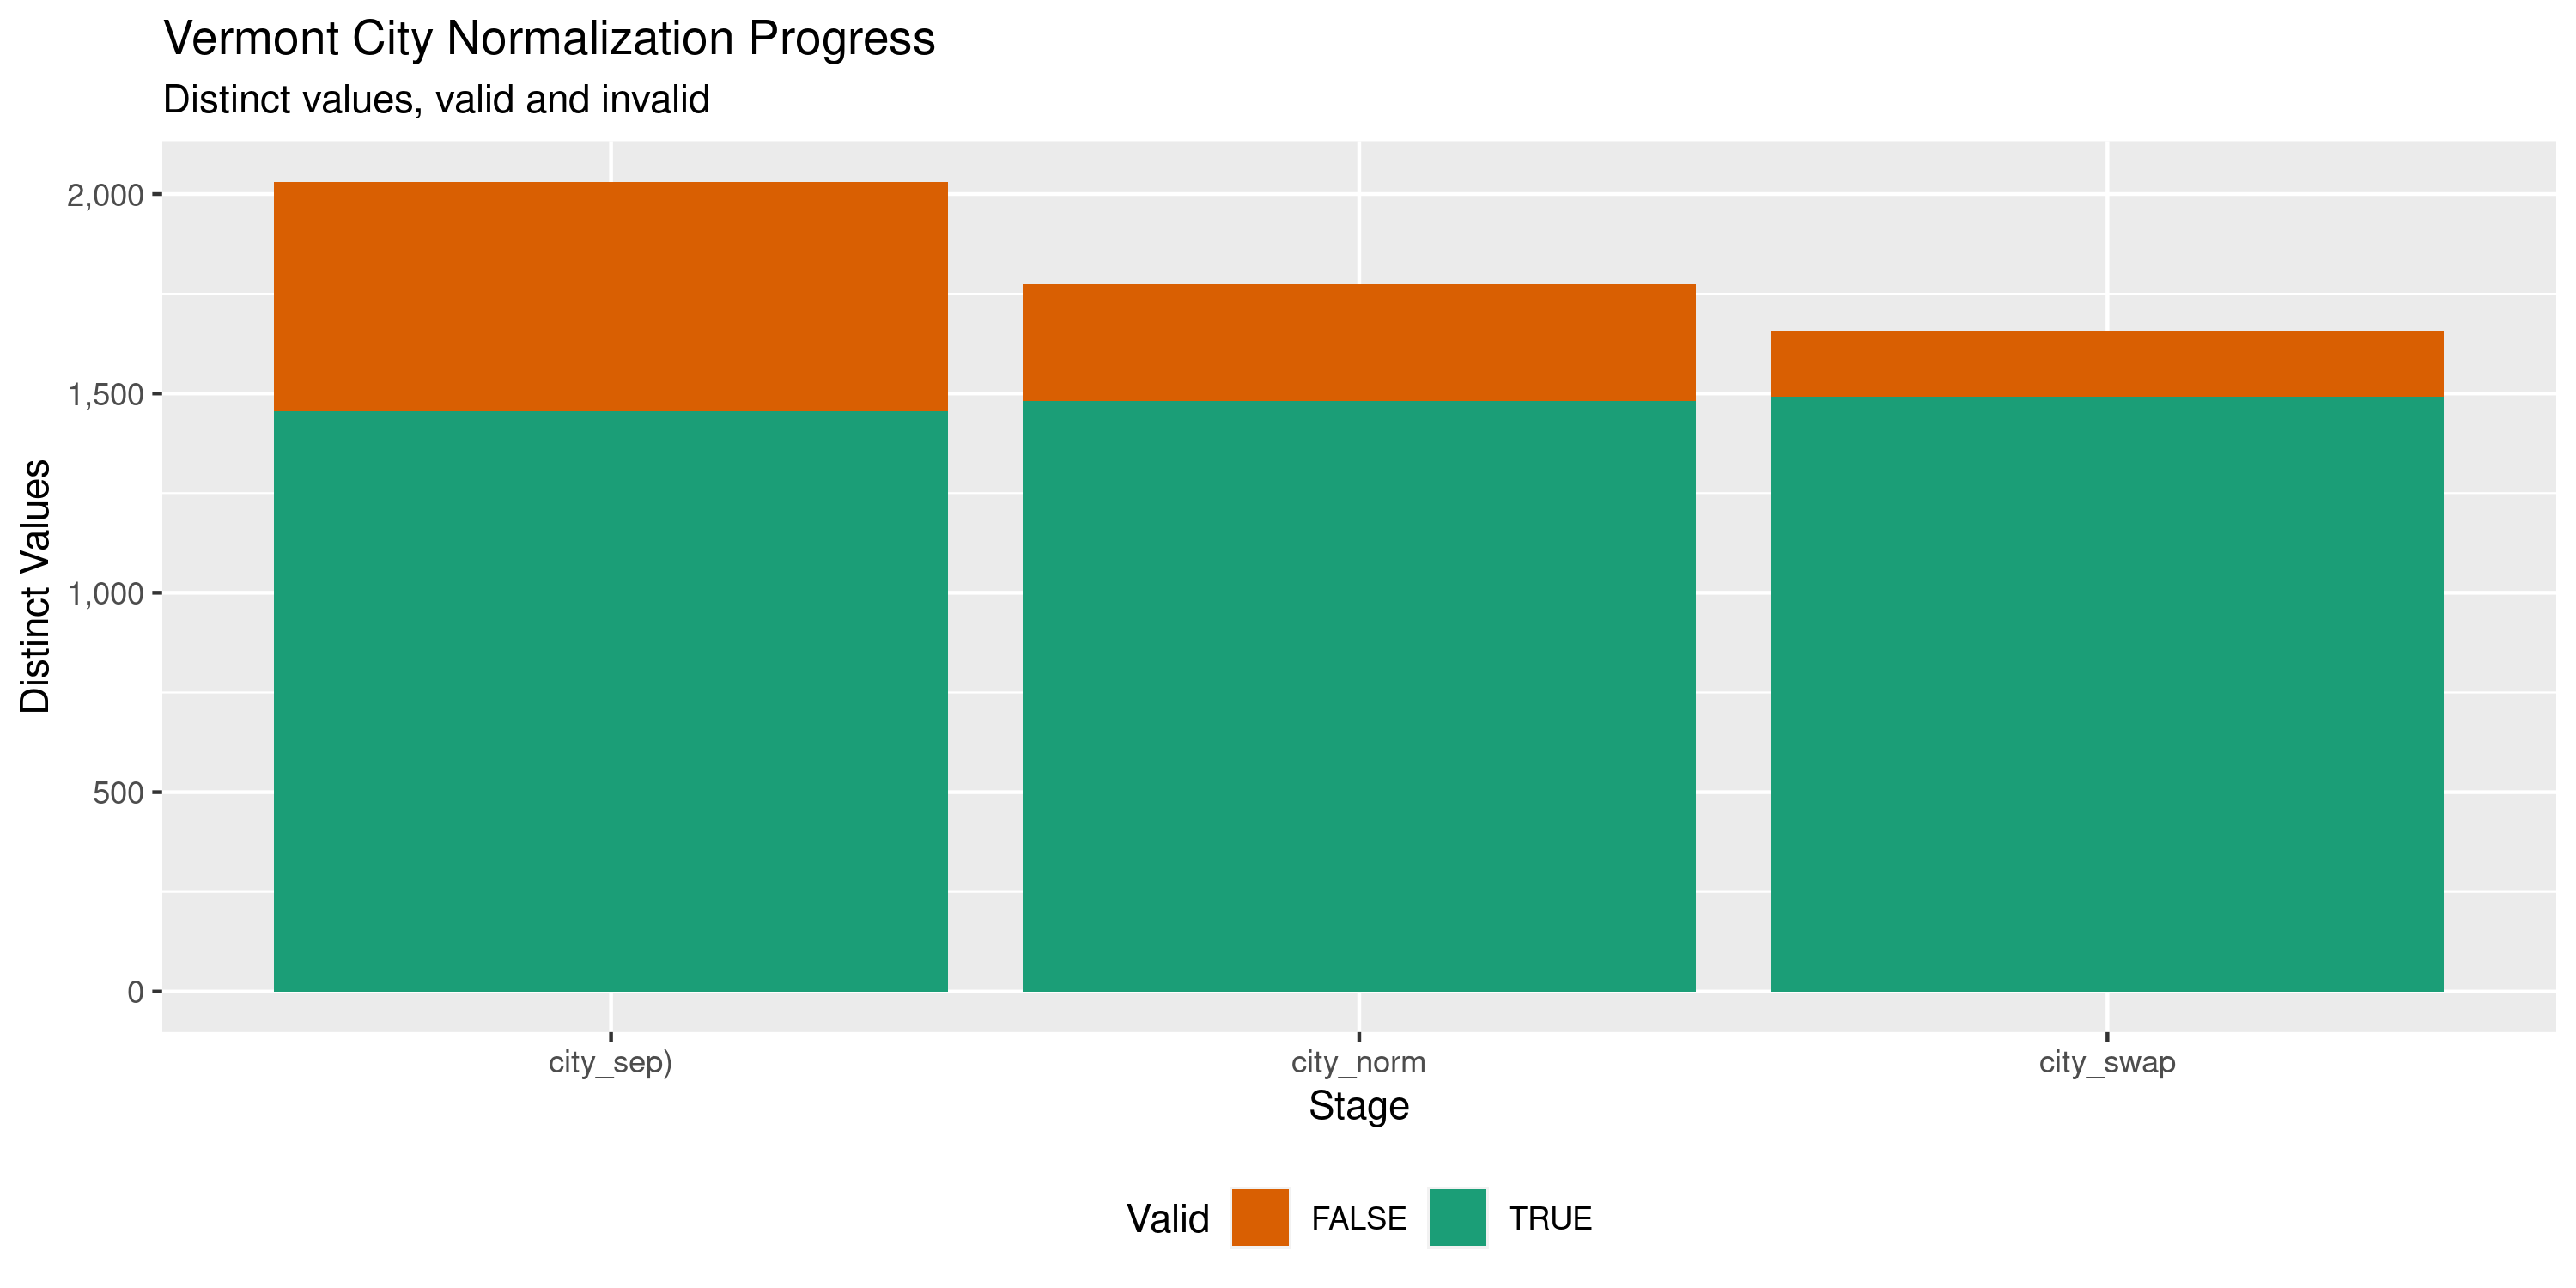 Vermont City Normalization Progress
Distinct values, valid and invalid
Distinct Values
2,000
1,500
1,000
500
0
city_sep)
city_norm
city_swap
Stage
Valid
FALSE
TRUE